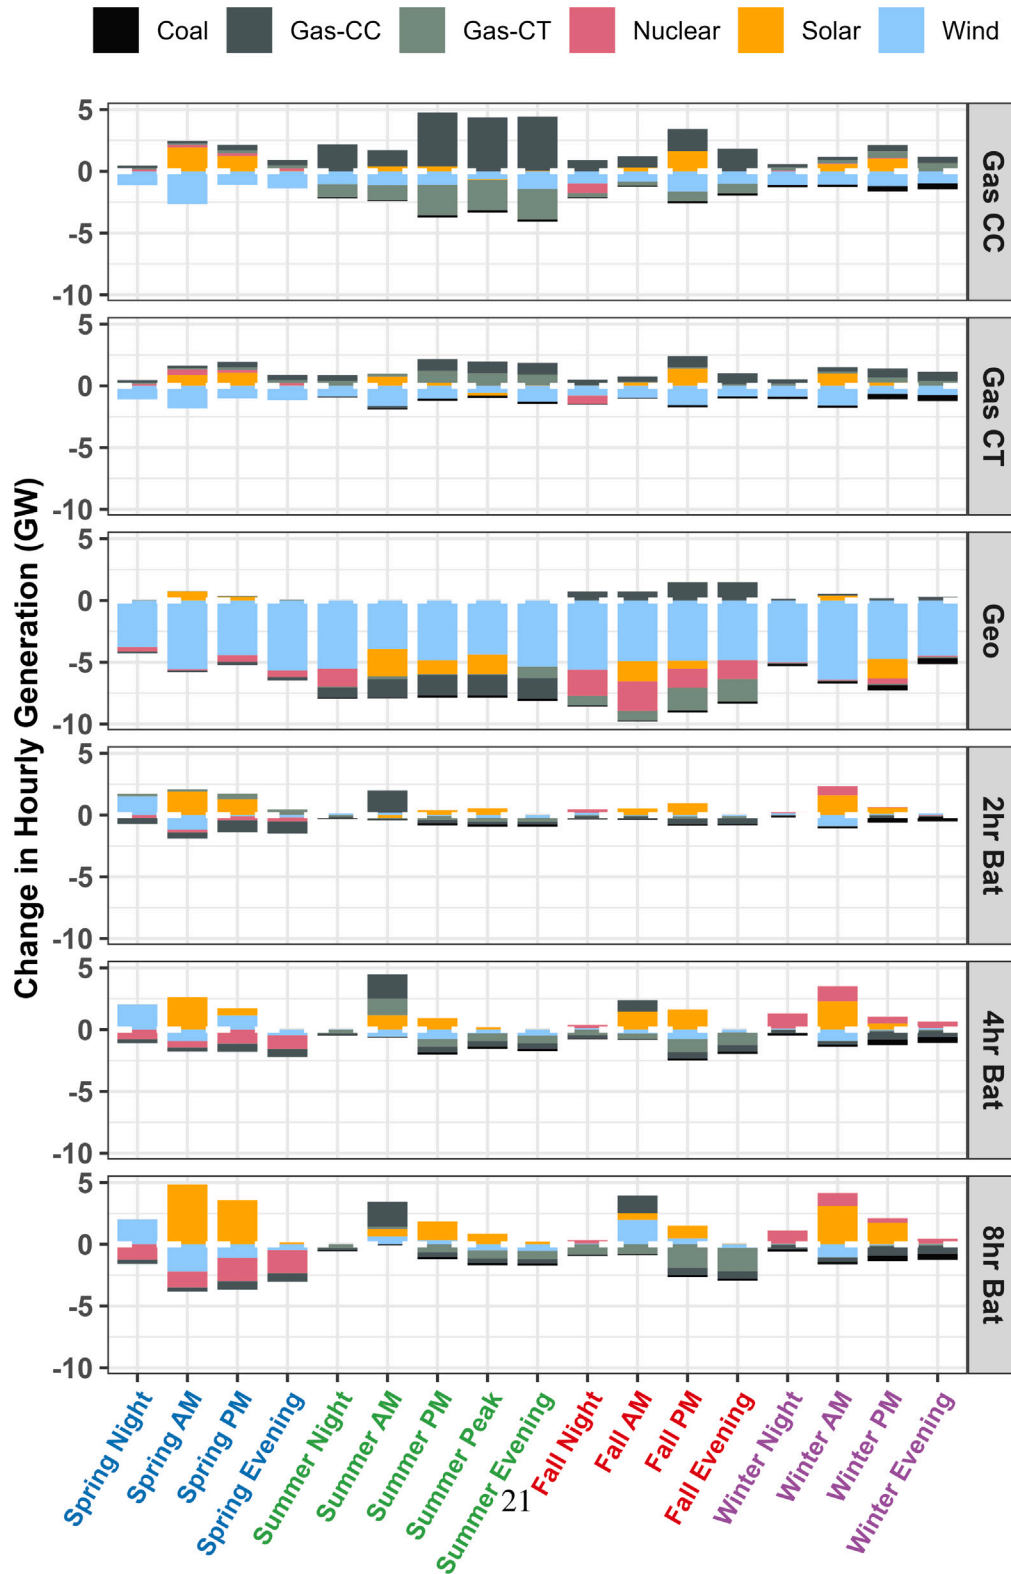 Coal Gas-CC Gas-CT Nuclear Solar Wind
Change in Hourly Generation (GW)
5
0
-5
-10
Gas CC
5
0
-5
-10
Gas CT
5
0
-5
-10
Geo
5
0
-5
-10
2hr Bat
5
0
-5
-10
4hr Bat
5
0
-5
-10
8hr Bat
Spring Night
Spring AM
Spring PM
Spring Evening
Summer Night
Summer AM
Summer PM
Summer Peak
Summer Evening
Fall Night
Fall AM
Fall PM
Fall Evening
Winter Night
Winter AM
Winter PM
Winter Evening
21